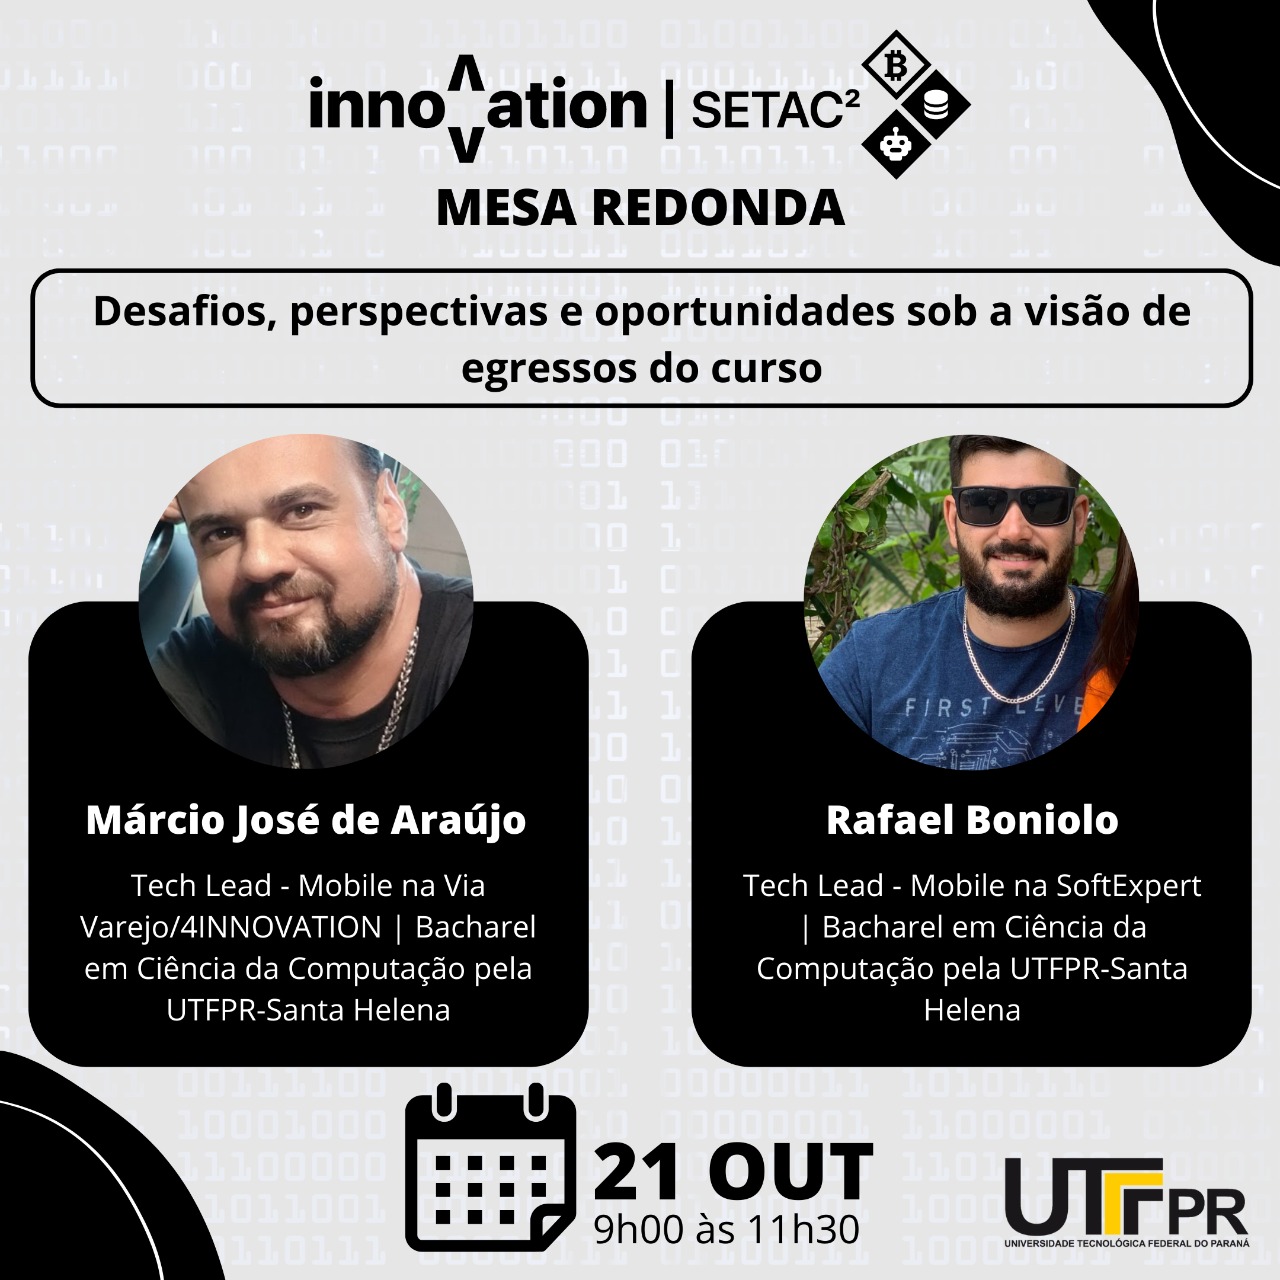 innovation | SETAC²
MESA REDONDA
Desafios, perspectivas e oportunidades sob a visão de
egressos do curso
FIRST LEVE
Márcio José de Araújo
Tech Lead - Mobile na Via
Varejo/4INNOVATION | Bacharel
em Ciência da Computação pela
UTFPR-Santa Helena
Rafael Boniolo
Tech Lead - Mobile na SoftExpert
| Bacharel em Ciência da
Computação pela UTFPR-Santa
Helena
21 OUT
9h00 às 11h30
UTFPR
UNIVERSIDADE TECNOLÓGICA FEDERAL DO PARANÁ